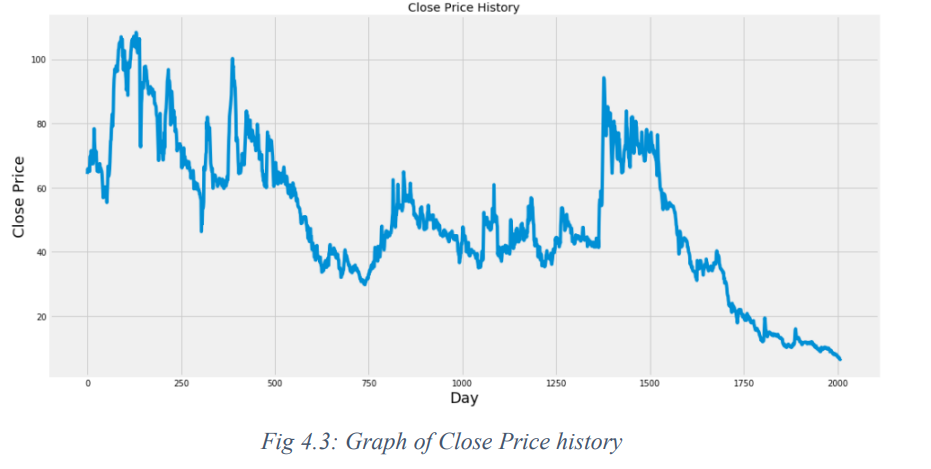 Close Price History
Close Price
100
80
60
40
20
0 250 500 750 1000 1250 1500 1750 2000
Day
Fig 4.3: Graph of Close Price history